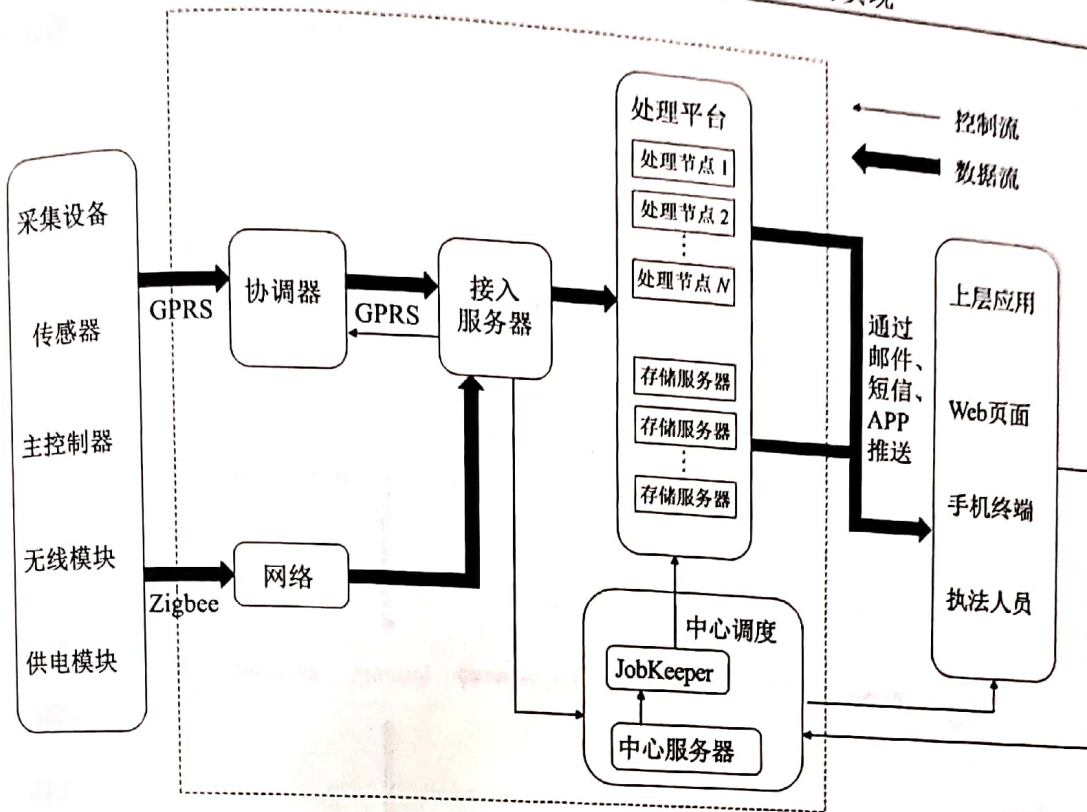 处理平台
处理节点 1
处理节点 2
处理节点 N
存储服务器
存储服务器
存储服务器
控制流
数据流
采集设备
传感器
主控制器
无线模块
供电模块
GPRS
Zigbee
协调器
GPRS
网络
接入
服务器
通过
邮件、
短信、
APP
推送
上层应用
Web页面
手机终端
执法人员
中心调度
JobKeeper
中心服务器